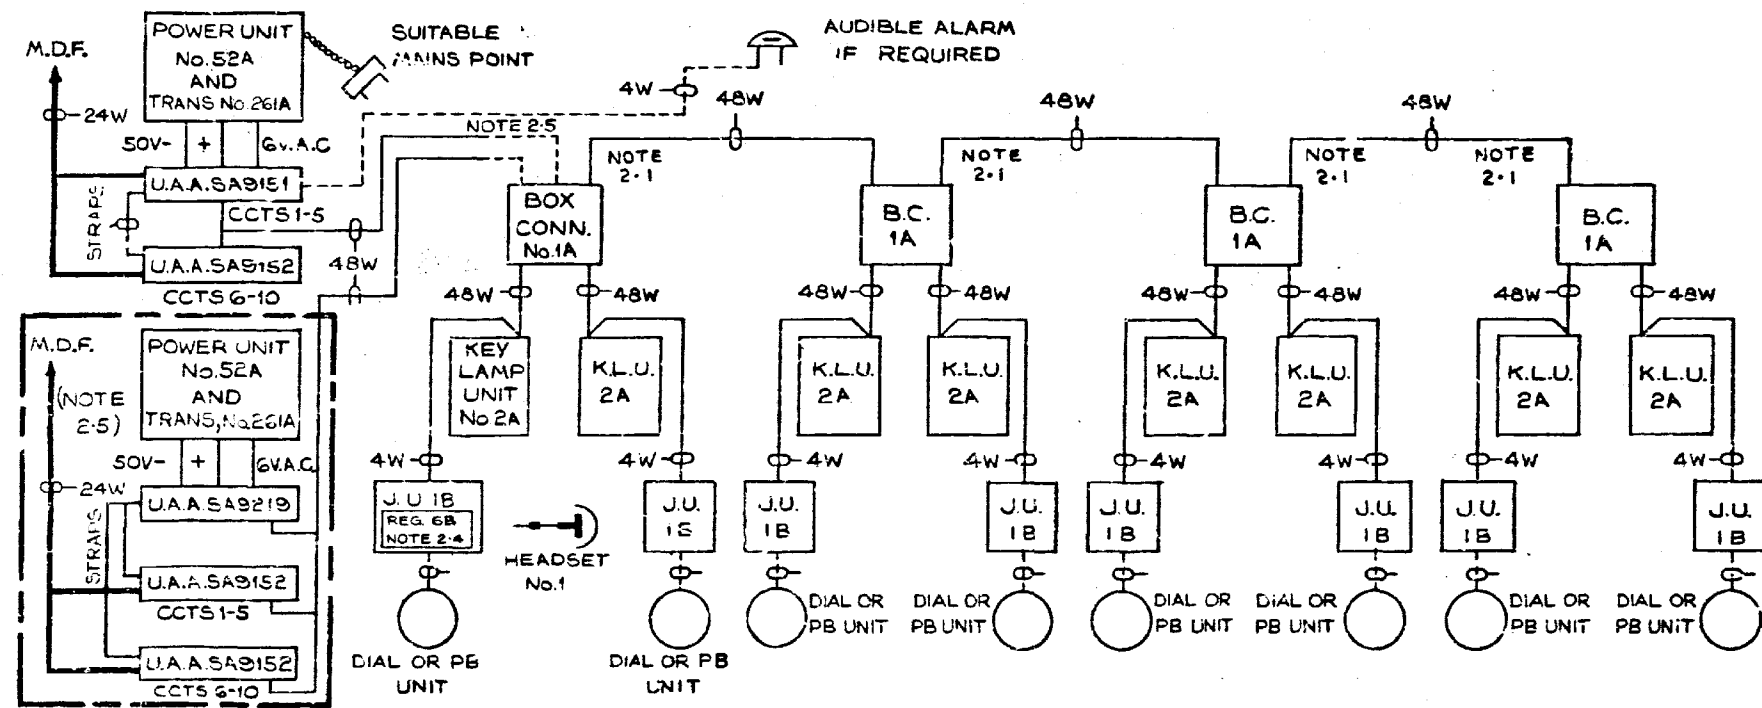 M.D.F.
24W
POWER UNIT
No.52A
AND
TRANS No.261A
50V-
+
6V.A.C
U.A.A.SA9151
STRAPS
CCTS 1-5
U.A.A.SA9152
CCTS 6-10
48W
SUITABLE
MAINS POINT
NOTE 2·5
4W
AUDIBLE ALARM
IF REQUIRED
48W
48W
48W
NOTE
2·1
NOTE
2·1
NOTE
2·1
NOTE
2·1
BOX
CONN.
No.1A
B.C.
1A
B.C.
1A
B.C.
1A
48W
48W
48W
48W
48W
48W
48W
48W
KEY
LAMP
UNIT
No 2A
K.L.U.
2A
K.L.U.
2A
K.L.U.
2A
K.L.U.
2A
K.L.U.
2A
K.L.U.
2A
K.L.U.
2A
4W
4W
4W
4W
4W
4W
4W
4W
J.U 1B
REG. 6B
NOTE 2·4
HEADSET
No.1
J.U.
J.U.
1B
J.U.
1B
J.U.
1B
J.U.
1B
J.U.
1B
J.U.
1B
DIAL OR PB
UNIT
DIAL OR PB
UNIT
DIAL OR
PB UNIT
DIAL OR
PB UNIT
DIAL OR
PB UNIT
DIAL OR
PB UNIT
DIAL OR
PB UNIT
DIAL OR
PB UNIT
M.D.F.
(NOTE
2·5)
24W
POWER UNIT
No.52A
AND
TRANS, No.261A
50V-
+
6V.A.C.
U.A.A.SA9219
STRAPS
U.A.A.SA9152
CCTS 1-5
U.A.A.SA9152
CCTS 6-10